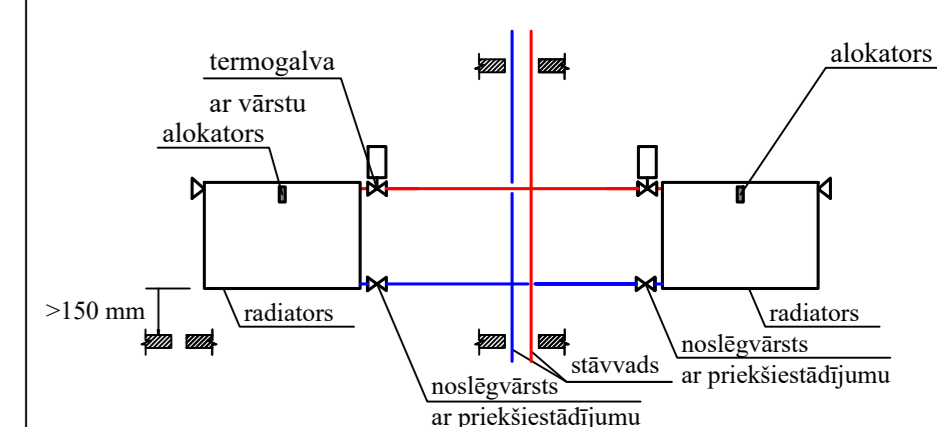 termogalva
ar vārstu
alokators
alokators
>150 mm
radiators
radiators
stāvvads
noslēgvārsts
ar priekšiestādījumu
noslēgvārsts
ar priekšiestādījumu